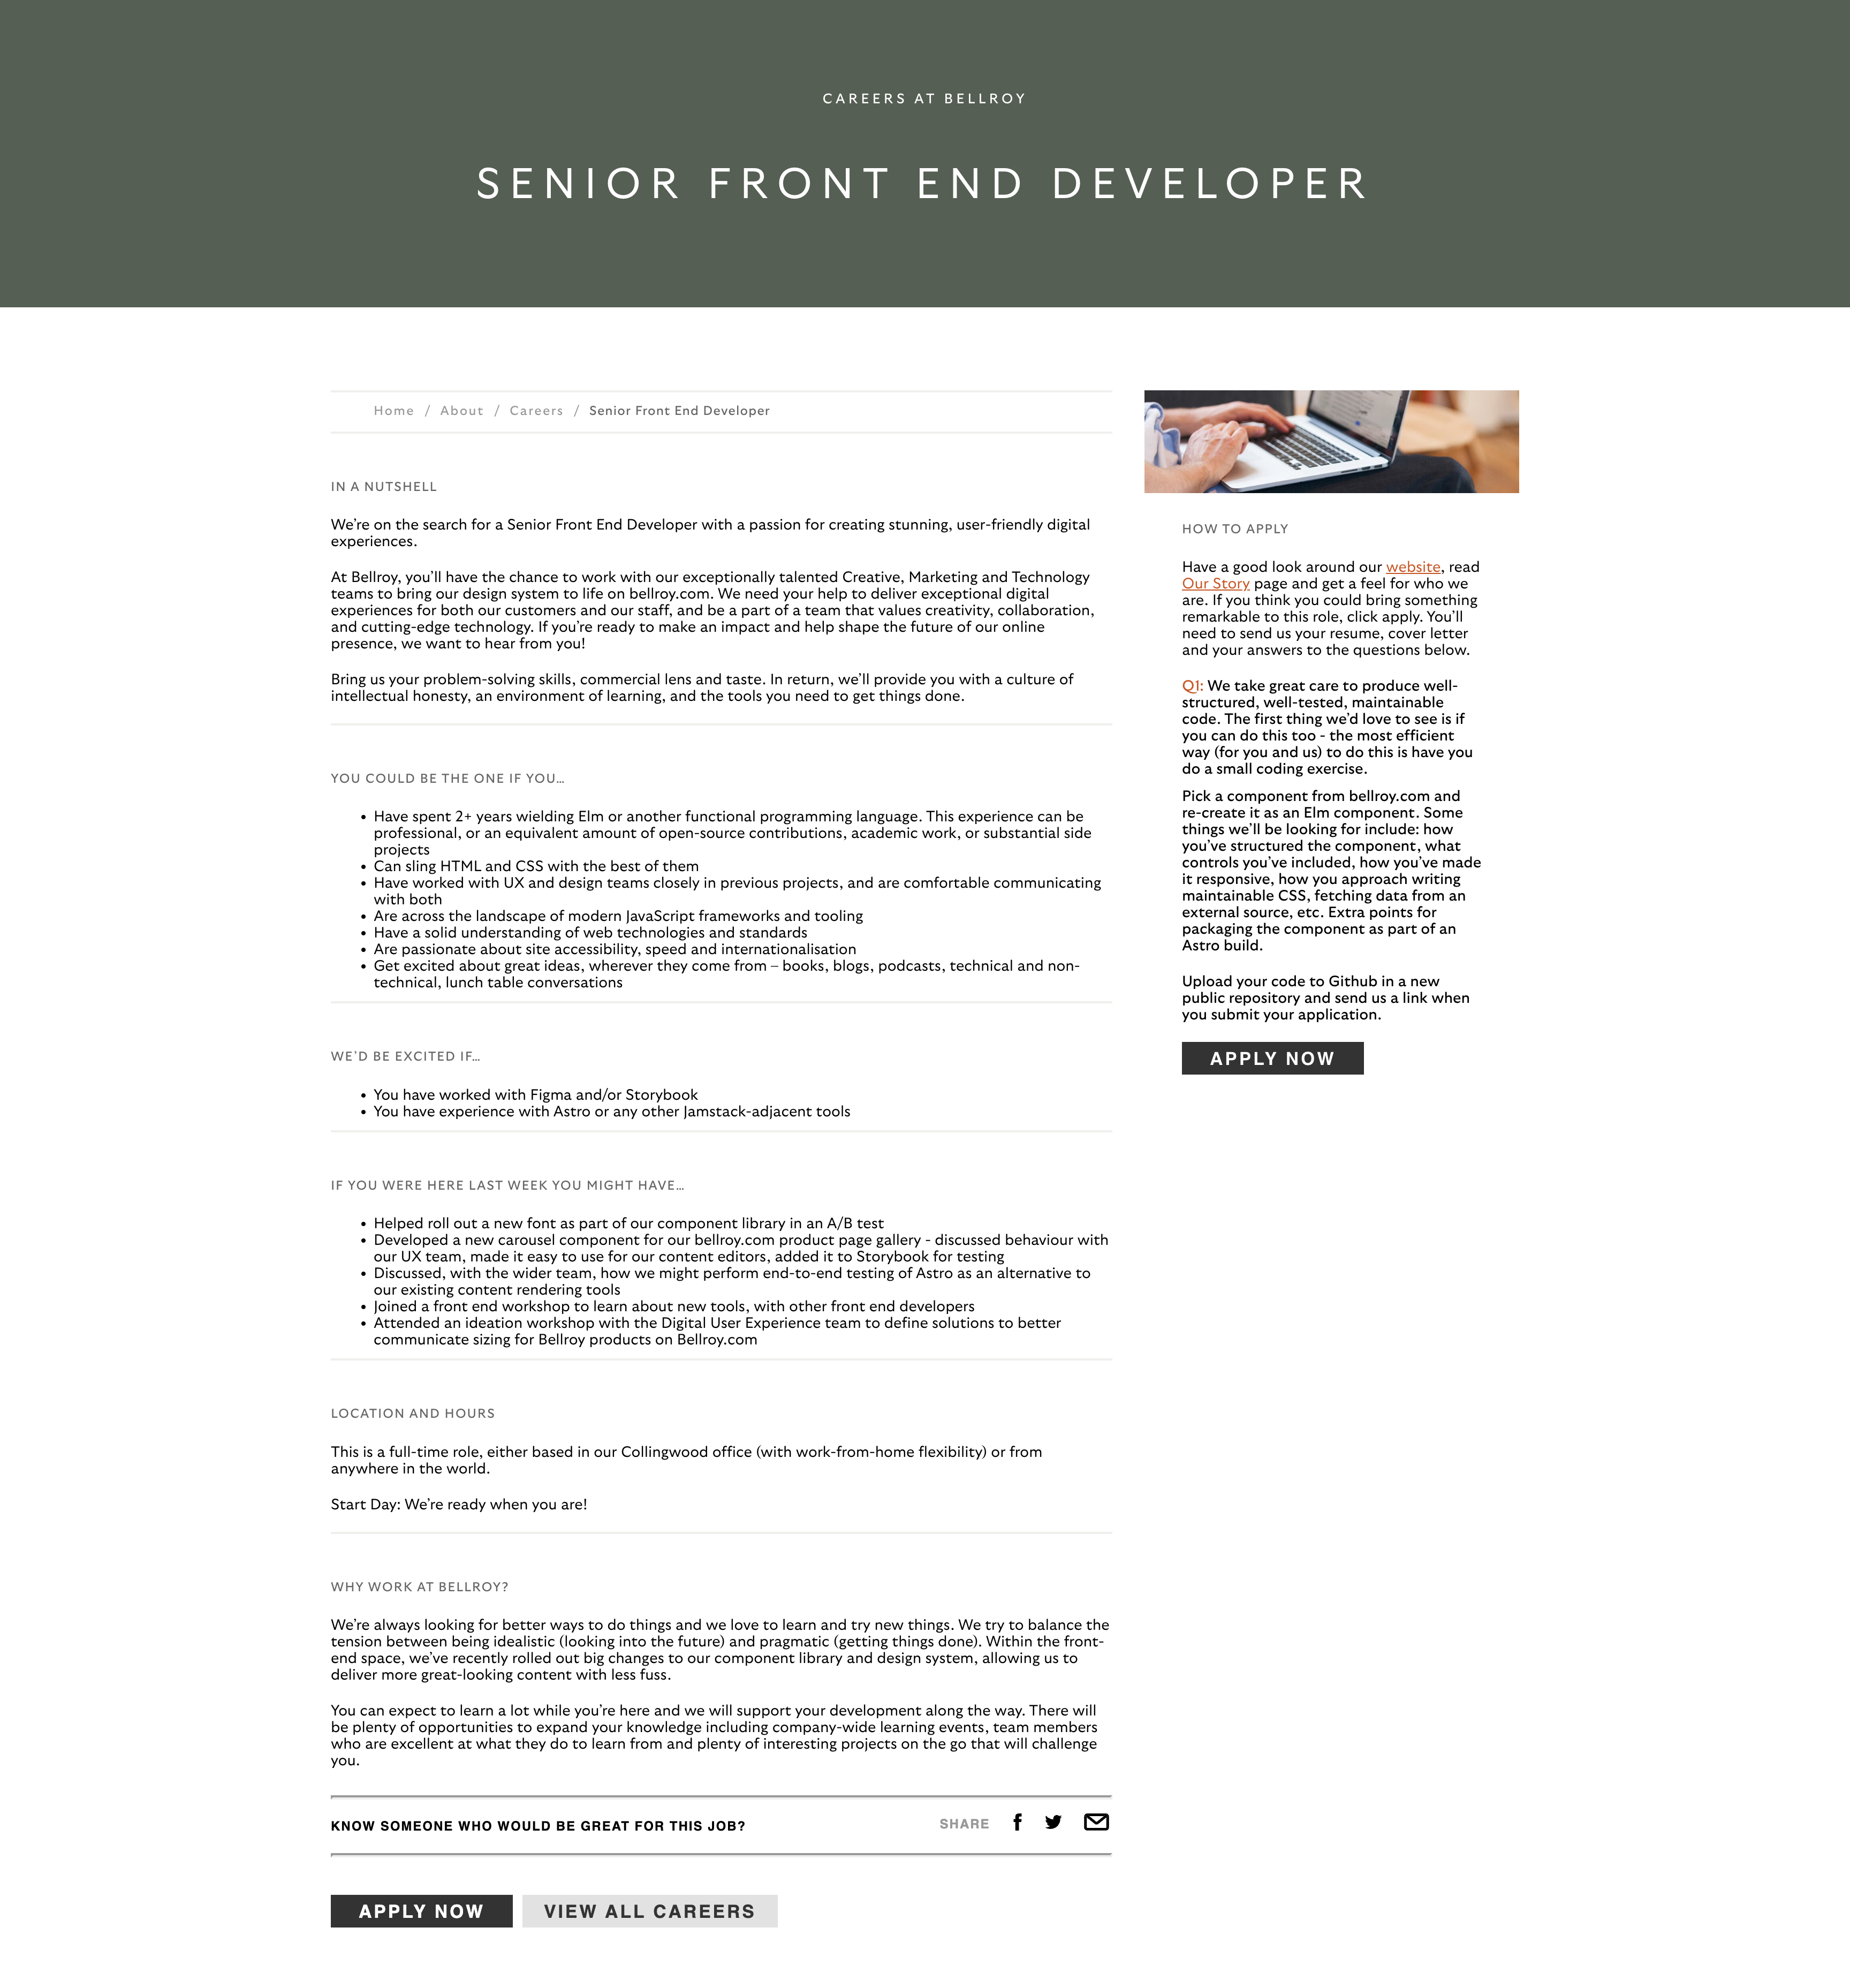 CAREERS AT BELLROY
SENIOR FRONT END DEVELOPER
Home / About / Careers / Senior Front End Developer
IN A NUTSHELL
We’re on the search for a Senior Front End Developer with a passion for creating stunning, user-friendly digital
experiences.
At Bellroy, you’ll have the chance to work with our exceptionally talented Creative, Marketing and Technology
teams to bring our design system to life on bellroy.com. We need your help to deliver exceptional digital
experiences for both our customers and our staff, and be a part of a team that values creativity, collaboration,
and cutting-edge technology. If you’re ready to make an impact and help shape the future of our online
presence, we want to hear from you!
Bring us your problem-solving skills, commercial lens and taste. In return, we’ll provide you with a culture of
intellectual honesty, an environment of learning, and the tools you need to get things done.
YOU COULD BE THE ONE IF YOU…
• Have spent 2+ years wielding Elm or another functional programming language. This experience can be
professional, or an equivalent amount of open-source contributions, academic work, or substantial side
projects
• Can sling HTML and CSS with the best of them
• Have worked with UX and design teams closely in previous projects, and are comfortable communicating
with both
• Are across the landscape of modern JavaScript frameworks and tooling
• Have a solid understanding of web technologies and standards
• Are passionate about site accessibility, speed and internationalisation
• Get excited about great ideas, wherever they come from – books, blogs, podcasts, technical and non-
technical, lunch table conversations
WE’D BE EXCITED IF…
• You have worked with Figma and/or Storybook
• You have experience with Astro or any other Jamstack-adjacent tools
IF YOU WERE HERE LAST WEEK YOU MIGHT HAVE…
• Helped roll out a new font as part of our component library in an A/B test
• Developed a new carousel component for our bellroy.com product page gallery - discussed behaviour with
our UX team, made it easy to use for our content editors, added it to Storybook for testing
• Discussed, with the wider team, how we might perform end-to-end testing of Astro as an alternative to
our existing content rendering tools
• Joined a front end workshop to learn about new tools, with other front end developers
• Attended an ideation workshop with the Digital User Experience team to define solutions to better
communicate sizing for Bellroy products on Bellroy.com
LOCATION AND HOURS
This is a full-time role, either based in our Collingwood office (with work-from-home flexibility) or from
anywhere in the world.
Start Day: We’re ready when you are!
WHY WORK AT BELLROY?
We’re always looking for better ways to do things and we love to learn and try new things. We try to balance the
tension between being idealistic (looking into the future) and pragmatic (getting things done). Within the front-
end space, we’ve recently rolled out big changes to our component library and design system, allowing us to
deliver more great-looking content with less fuss.
You can expect to learn a lot while you’re here and we will support your development along the way. There will
be plenty of opportunities to expand your knowledge including company-wide learning events, team members
who are excellent at what they do to learn from and plenty of interesting projects on the go that will challenge
you.
KNOW SOMEONE WHO WOULD BE GREAT FOR THIS JOB?
SHARE
APPLY NOW
VIEW ALL CAREERS
HOW TO APPLY
Have a good look around our website, read
Our Story page and get a feel for who we
are. If you think you could bring something
remarkable to this role, click apply. You’ll
need to send us your resume, cover letter
and your answers to the questions below.
Q1: We take great care to produce well-
structured, well-tested, maintainable
code. The first thing we’d love to see is if
you can do this too - the most efficient
way (for you and us) to do this is have you
do a small coding exercise.
Pick a component from bellroy.com and
re-create it as an Elm component. Some
things we’ll be looking for include: how
you’ve structured the component, what
controls you’ve included, how you’ve made
it responsive, how you approach writing
maintainable CSS, fetching data from an
external source, etc. Extra points for
packaging the component as part of an
Astro build.
Upload your code to Github in a new
public repository and send us a link when
you submit your application.
APPLY NOW